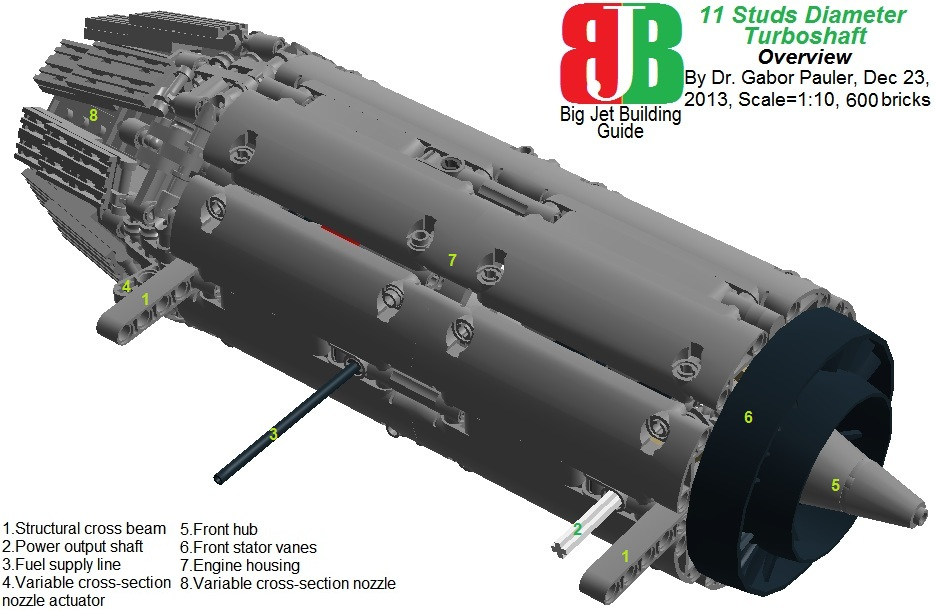 11 Studs Diameter
Turboshaft
Overview
By Dr. Gabor Pauler, Dec 23,
2013, Scale=1:10, 600 bricks
BJB
Big Jet Building
Guide
8
4
1
7
3
6
5
2
1
1.Structural cross beam
2.Power output shaft
3.Fuel supply line
4.Variable cross-section
nozzle actuator
5.Front hub
6.Front stator vanes
7.Engine housing
8.Variable cross-section nozzle